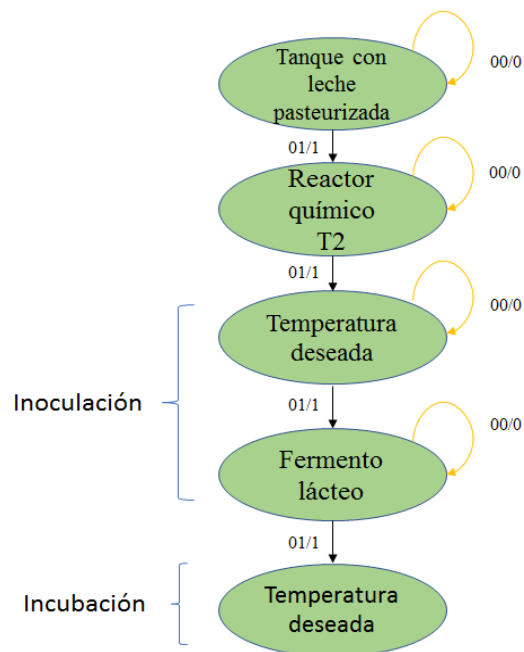 Tanque con
leche
pasteurizada
00/0
01/1
Reactor
químico
T2
00/0
01/1
Temperatura
deseada
00/0
Inoculación
01/1
Fermento
lácteo
00/0
01/1
Incubación
Temperatura
deseada